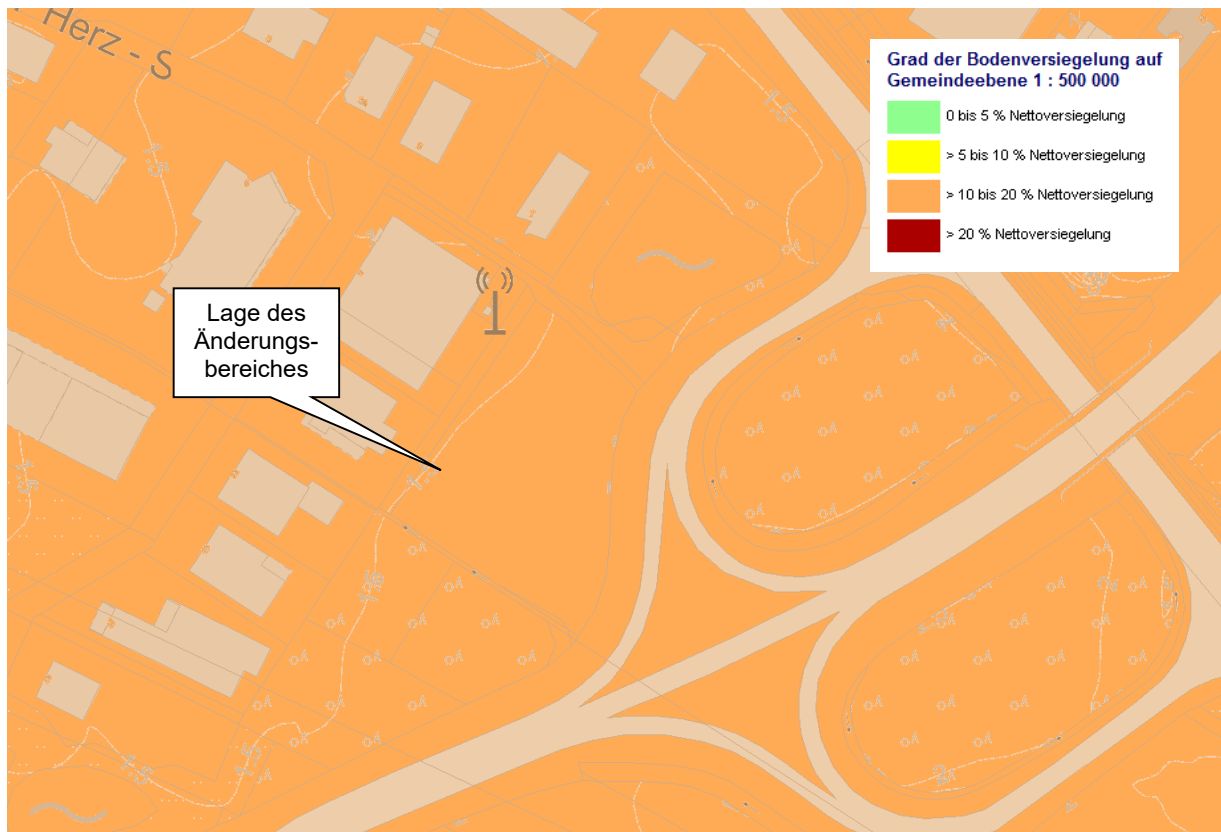 Herz - S
Grad der Bodenversiegelung auf
Gemeindeebene 1 : 500 000
0 bis 5 % Nettoversiegelung
> 5 bis 10 % Nettoversiegelung
> 10 bis 20 % Nettoversiegelung
> 20 % Nettoversiegelung
Lage des
Änderungs-
bereiches